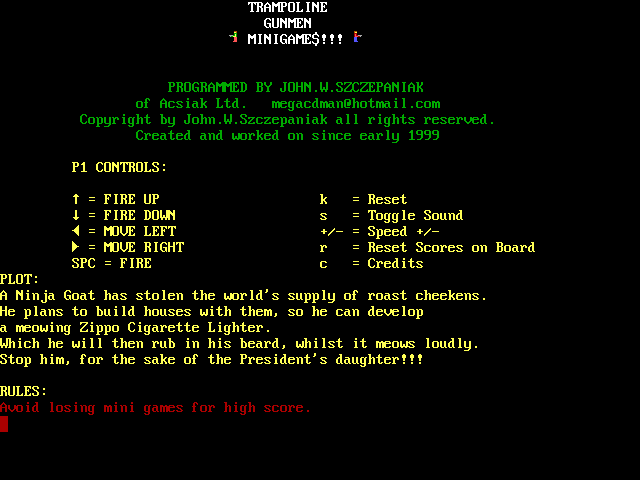 TRAMPOLINE
GUNMEN
MINIGAME$!!!
PROGRAMMED BY JOHN.W.SZCZEPANIAK
of Acsiak Ltd.   megacdman@hotmail.com
Copyright by John.W.Szczepaniak all rights reserved.
Created and worked on since early 1999
P1 CONTROLS:
↑ = FIRE UP   k = Reset
↓ = FIRE DOWN   s = Toggle Sound
◄ = MOVE LEFT   +/- = Speed +/-
► = MOVE RIGHT   r = Reset Scores on Board
SPC = FIRE   c = Credits
PLOT:
A Ninja Goat has stolen the world's supply of roast cheekens.
He plans to build houses with them, so he can develop
a meowing Zippo Cigarette Lighter.
Which he will then rub in his beard, whilst it meows loudly.
Stop him, for the sake of the President's daughter!!!
RULES:
Avoid losing mini games for high score.